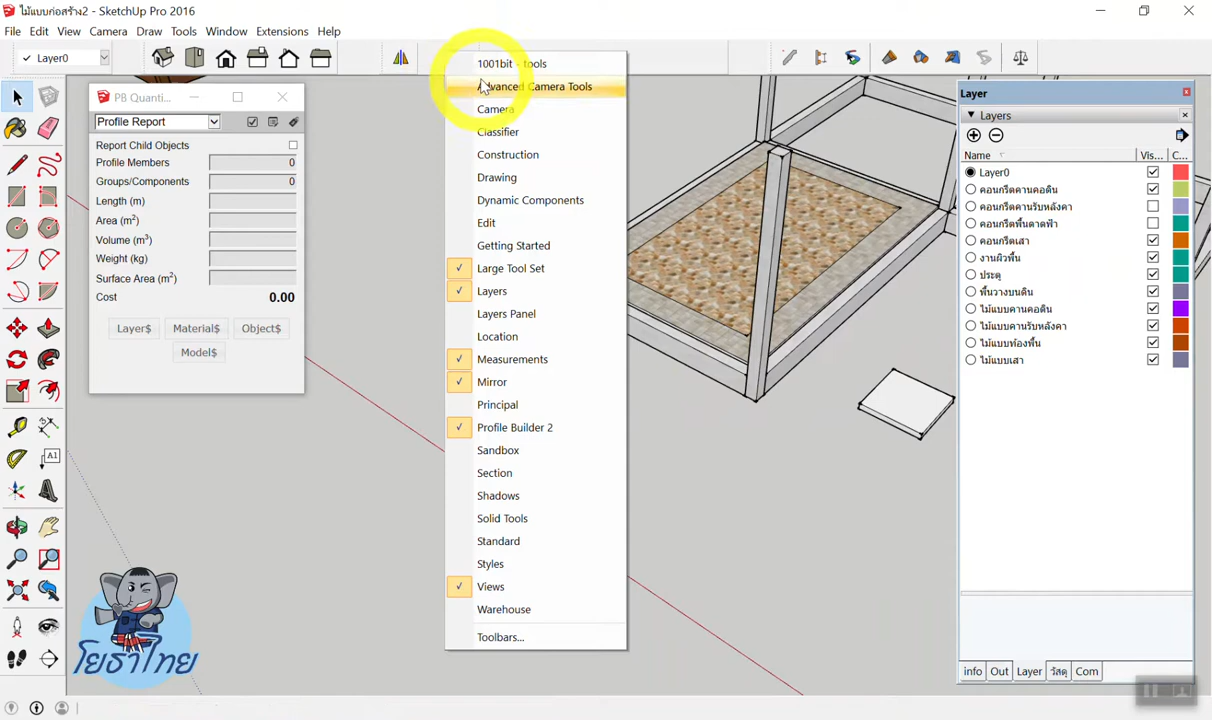 ไม้แบบก่อสร้าง2 - SketchUp Pro 2016
File Edit View Camera Draw Tools Window Extensions Help
Layer0
PB Quanti...
Profile Report
Report Child Objects
Profile Members 0
Groups/Components 0
Length (m)
Area (m²)
Volume (m³)
Weight (kg)
Surface Area (m²)
Cost 0.00
Layer$ Material$ Object$
Model$
1001bit - tools
Advanced Camera Tools
Camera
Classifier
Construction
Drawing
Dynamic Components
Edit
Getting Started
Large Tool Set
Layers
Layers Panel
Location
Measurements
Mirror
Principal
Profile Builder 2
Sandbox
Section
Shadows
Solid Tools
Standard
Styles
Views
Warehouse
Toolbars...
Layer
Layers
Name Vis... C...
Layer0
คอนกรีตคานคอดิน
คอนกรีตคานรับหลังคา
คอนกรีตพื้นดาดฟ้า
คอนกรีตเสา
งานผิวพื้น
ประตู
พื้นวางบนดิน
ไม้แบบคานคอดิน
ไม้แบบคานรับหลังคา
ไม้แบบท้องพื้น
ไม้แบบเสา
info Out Layer วัสดุ Com
A1
โยธาไทย